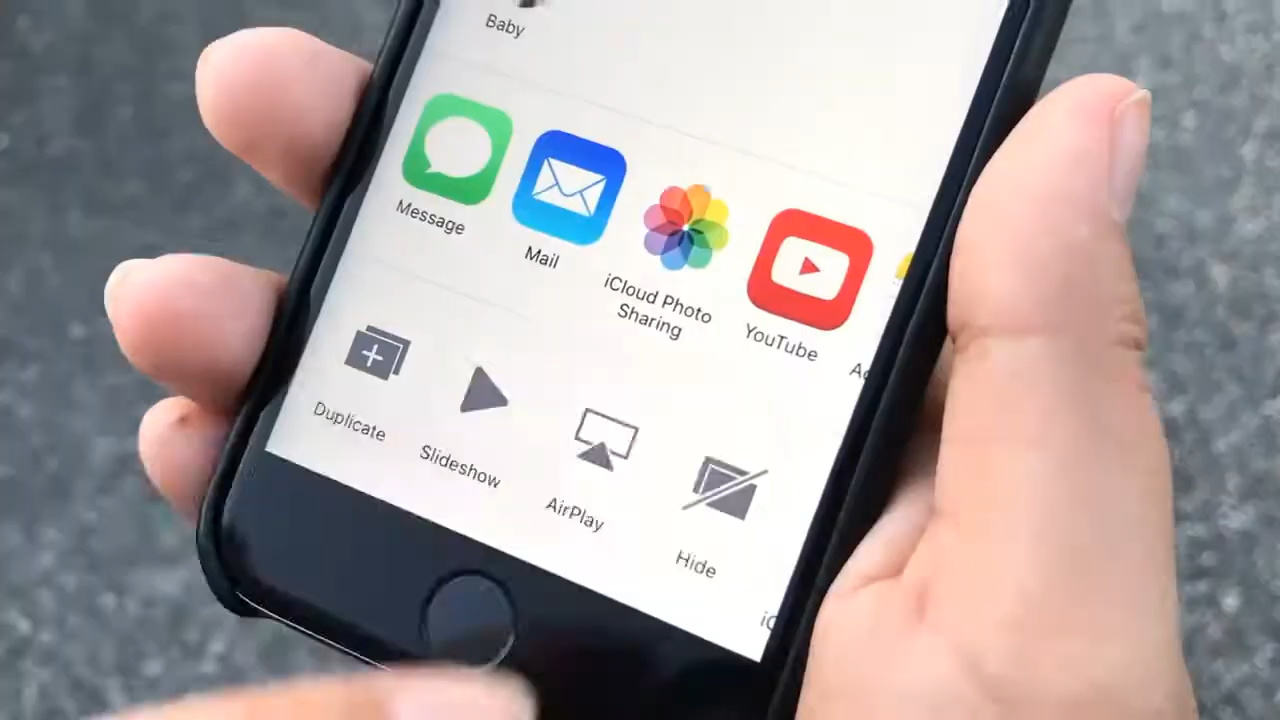 Baby
Message
Mail
iCloud Photo
Sharing
YouTube
Duplicate
Slideshow
AirPlay
Hide